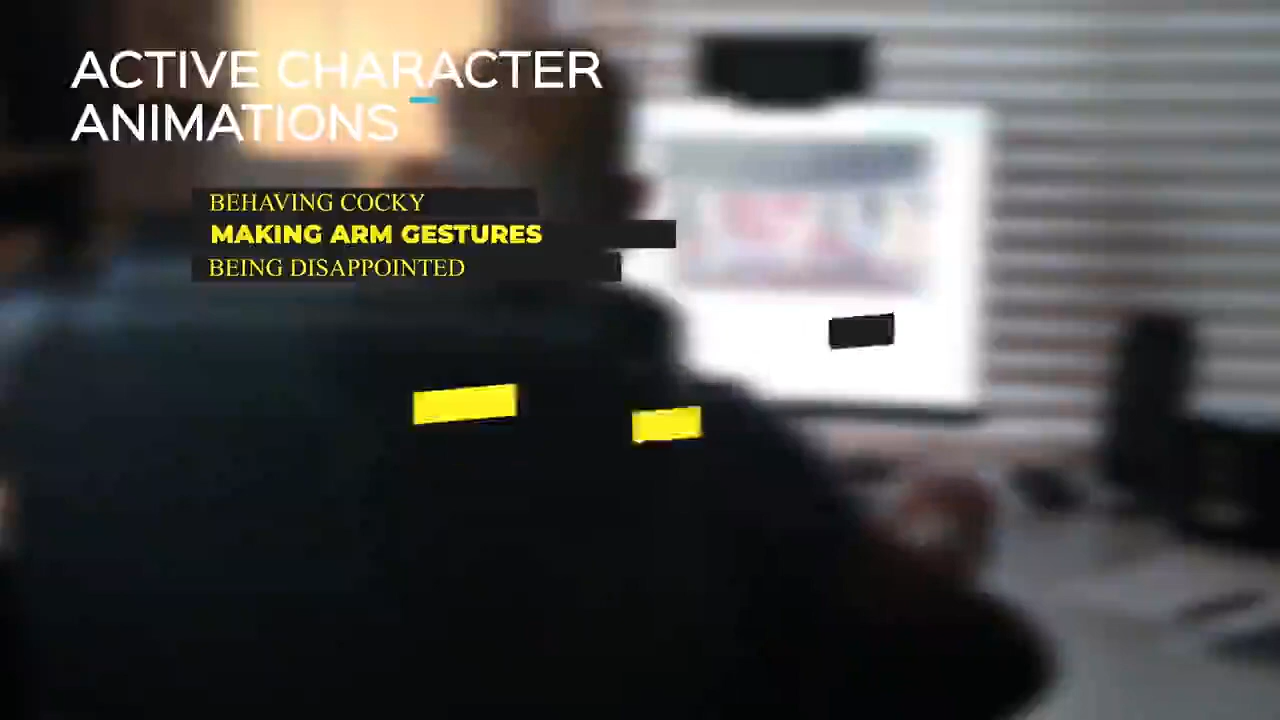 ACTIVE CHARACTER
ANIMATIONS
BEHAVING COCKY
MAKING ARM GESTURES
BEING DISAPPOINTED